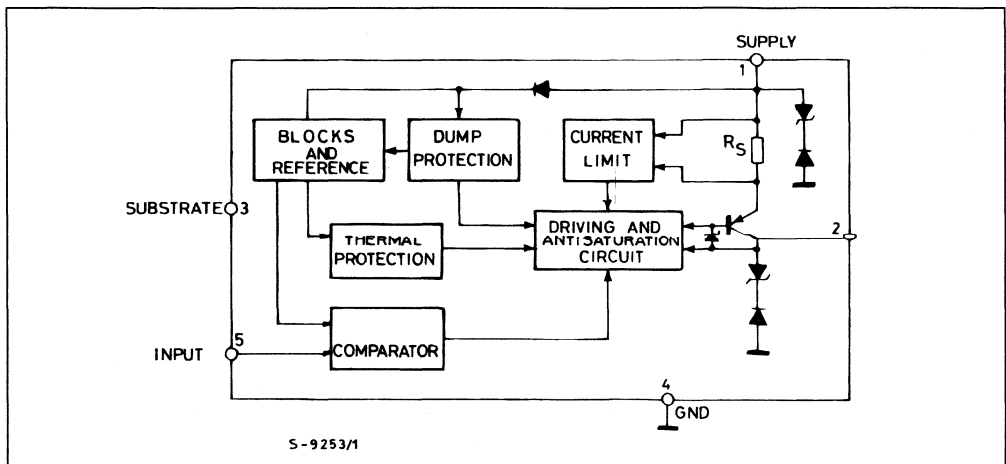 SUPPLY
1
BLOCKS
AND
REFERENCE
DUMP
PROTECTION
CURRENT
LIMIT
RS
SUBSTRATE 3
THERMAL
PROTECTION
DRIVING AND
ANTISATURATION
CIRCUIT
2
5
INPUT
COMPARATOR
4
GND
S-9253/1